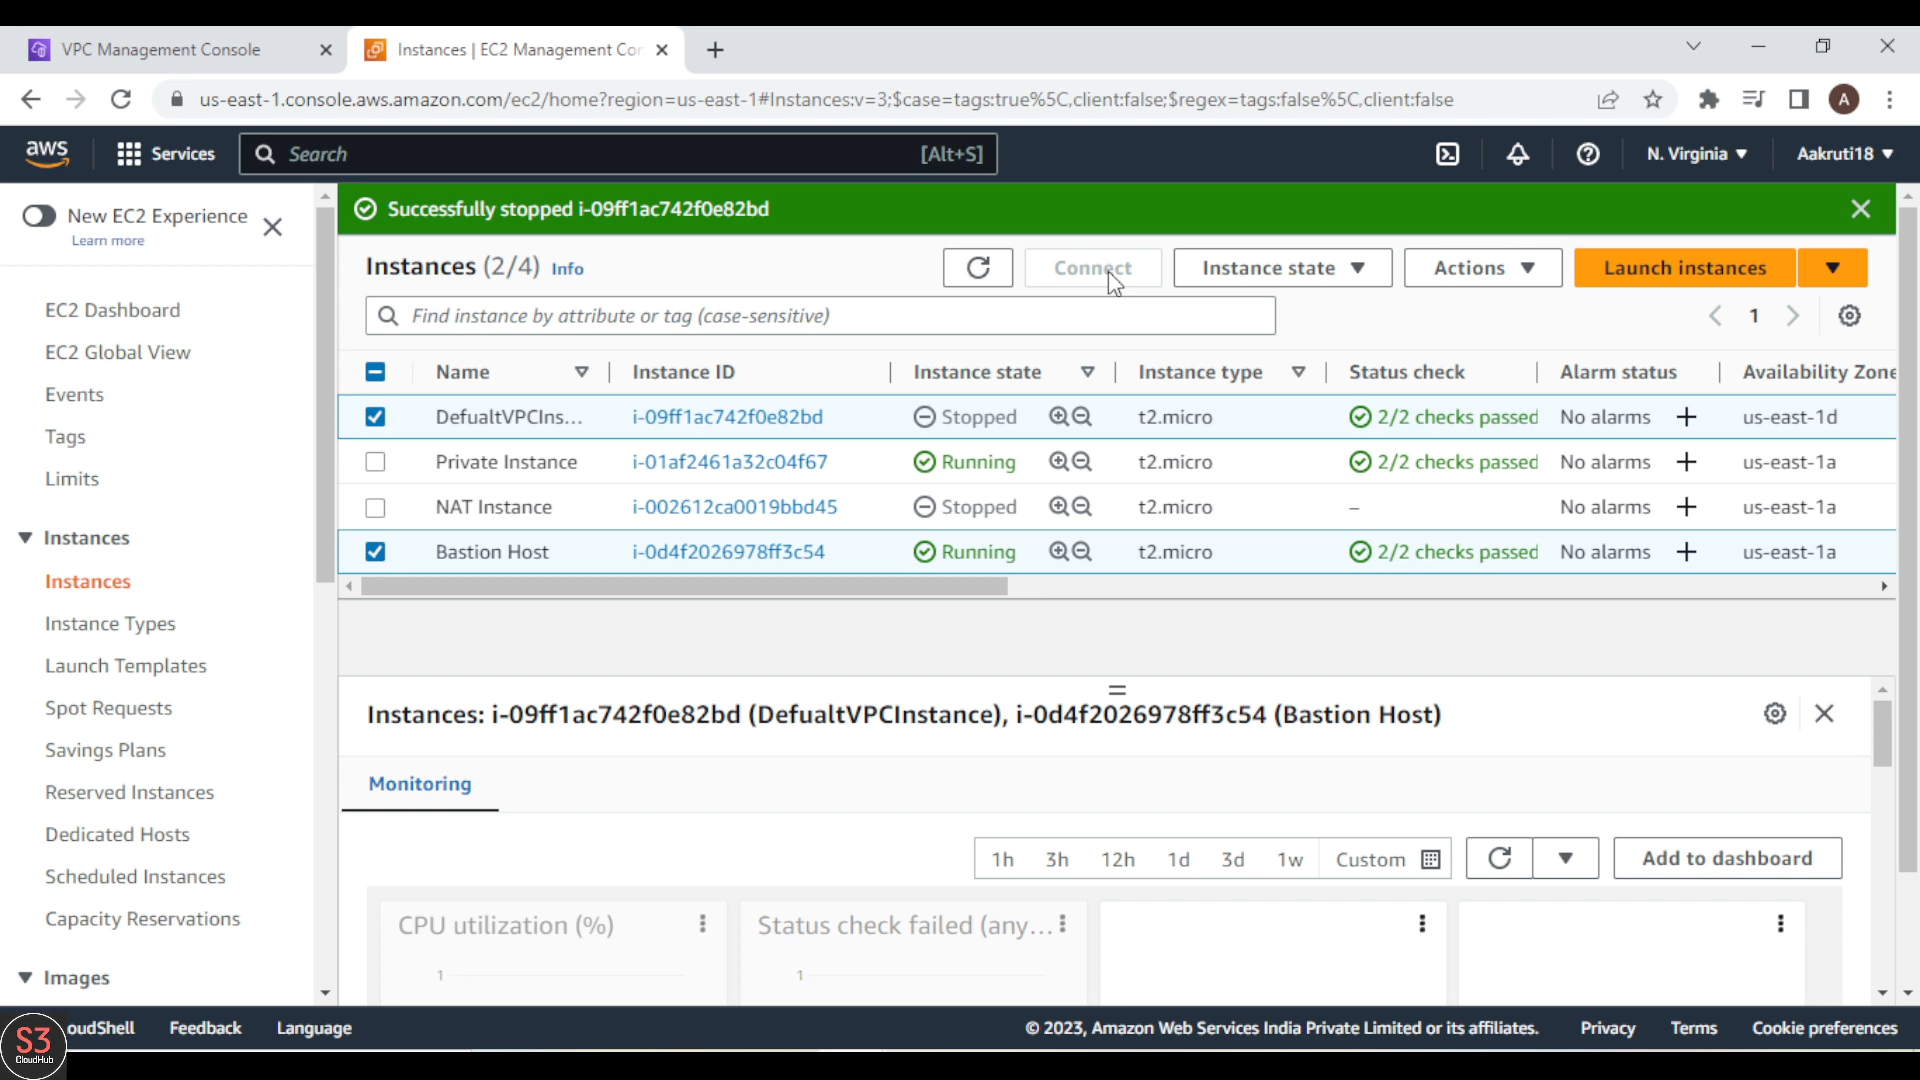 VPC Management Console
Instances | EC2 Management Con
us-east-1.console.aws.amazon.com/ec2/home?region=us-east-1#Instances:v=3;$case=tags:true%5C,client:false;$regex=tags:false%5C,client:false
A
aws Services Search [Alt+S] N. Virginia Aakruti18
New EC2 Experience
Learn more
EC2 Dashboard
EC2 Global View
Events
Tags
Limits
Instances
Instances
Instance Types
Launch Templates
Spot Requests
Savings Plans
Reserved Instances
Dedicated Hosts
Scheduled Instances
Capacity Reservations
Images
Successfully stopped i-09ff1ac742f0e82bd
Instances (2/4) Info Connect Instance state Actions Launch instances
Find instance by attribute or tag (case-sensitive) 1
Name Instance ID Instance state Instance type Status check Alarm status Availability Zone
DefualtVPCIns... i-09ff1ac742f0e82bd Stopped t2.micro 2/2 checks passed No alarms + us-east-1d
Private Instance i-01af2461a32c04f67 Running t2.micro 2/2 checks passed No alarms + us-east-1a
NAT Instance i-002612ca0019bbd45 Stopped t2.micro – No alarms + us-east-1a
Bastion Host i-0d4f2026978ff3c54 Running t2.micro 2/2 checks passed No alarms + us-east-1a
Instances: i-09ff1ac742f0e82bd (DefualtVPCInstance), i-0d4f2026978ff3c54 (Bastion Host)
Monitoring
1h 3h 12h 1d 3d 1w Custom Add to dashboard
CPU utilization (%) Status check failed (any...
1 1
oudShell Feedback Language © 2023, Amazon Web Services India Private Limited or its affiliates. Privacy Terms Cookie preferences
S3
CloudHub